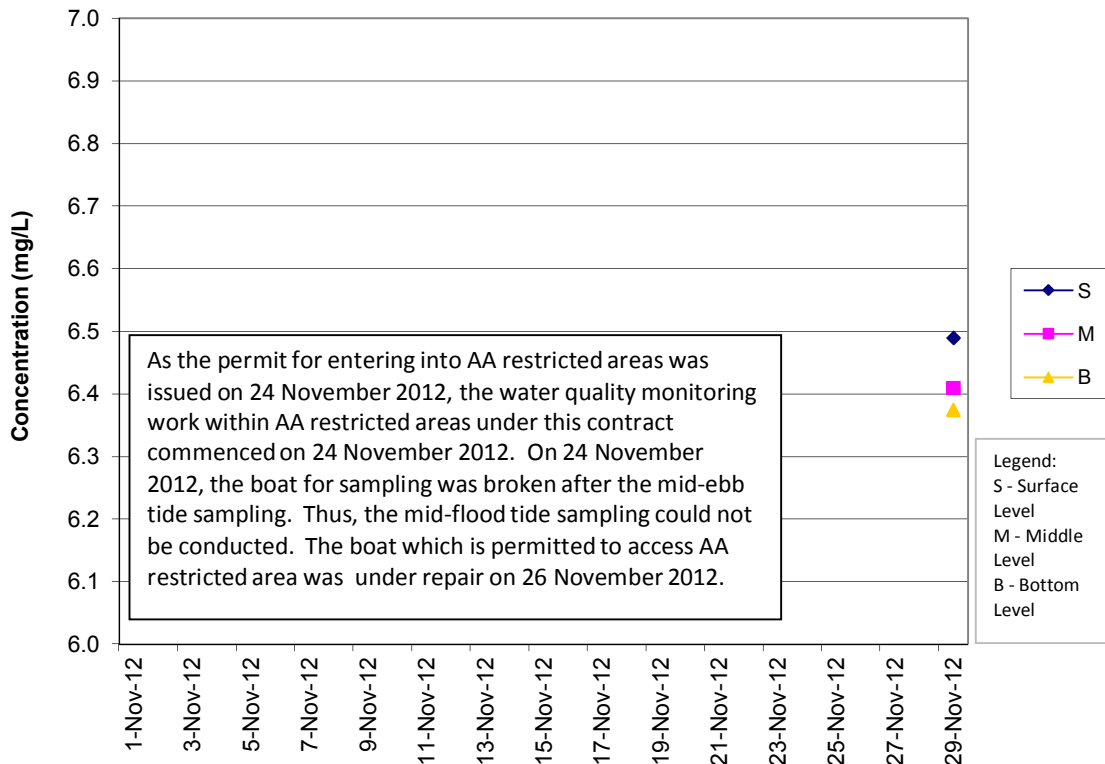 7.0
6.9
6.8
6.7
6.6
6.5
6.4
6.3
6.2
6.1
6.0
Concentration (mg/L)
As the permit for entering into AA restricted areas was
issued on 24 November 2012, the water quality monitoring
work within AA restricted areas under this contract
commenced on 24 November 2012.  On 24 November
2012, the boat for sampling was broken after the mid-ebb
tide sampling.  Thus, the mid-flood tide sampling could not
be conducted.  The boat which is permitted to access AA
restricted area was  under repair on 26 November 2012.
S
M
B
Legend:
S - Surface
Level
M - Middle
Level
B - Bottom
Level
1-Nov-12
3-Nov-12
5-Nov-12
7-Nov-12
9-Nov-12
11-Nov-12
13-Nov-12
15-Nov-12
17-Nov-12
19-Nov-12
21-Nov-12
23-Nov-12
25-Nov-12
27-Nov-12
29-Nov-12